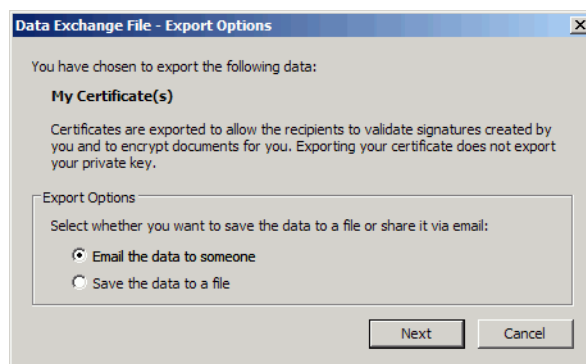 Data Exchange File - Export Options
You have chosen to export the following data:
My Certificate(s)
Certificates are exported to allow the recipients to validate signatures created by
you and to encrypt documents for you. Exporting your certificate does not export
your private key.
Export Options
Select whether you want to save the data to a file or share it via email:
Email the data to someone
Save the data to a file
Next
Cancel